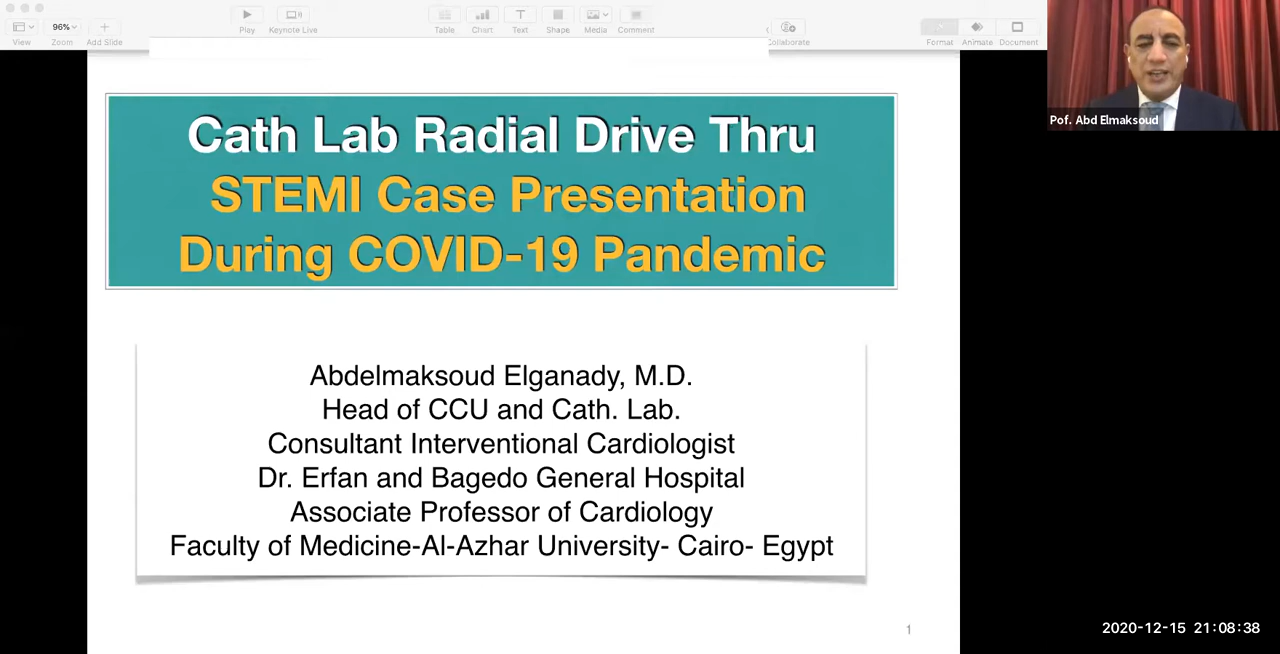 Play
Keynote Live
Table
Chart
Text
Shape
Media
Comment
Collaborate
Format
Animate
Document
96%
View
Zoom
Add Slide
Pof. Abd Elmaksoud
Cath Lab Radial Drive Thru
STEMI Case Presentation
During COVID-19 Pandemic
Abdelmaksoud Elganady, M.D.
Head of CCU and Cath. Lab.
Consultant Interventional Cardiologist
Dr. Erfan and Bagedo General Hospital
Associate Professor of Cardiology
Faculty of Medicine-Al-Azhar University- Cairo- Egypt
1
2020-12-15 21:08:38